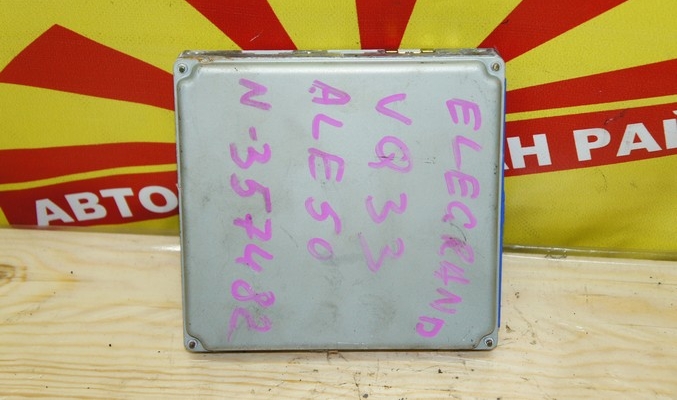 ELEGRAND
VQ33
ALE50
N-357482
АВТО
АН РАЙ